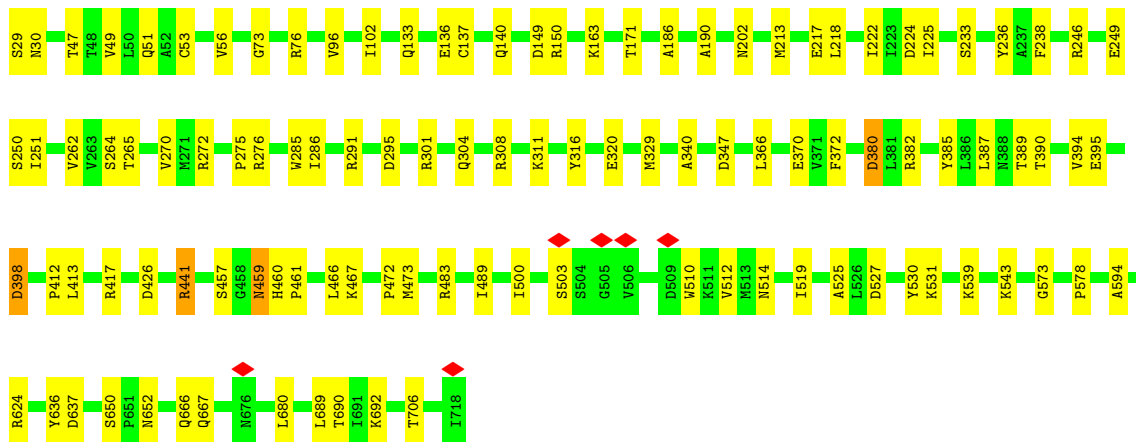 S29 N30 T47 T48 V49 L50 Q51 A52 C53 V56 G73 R76 V96 I102 Q133 E136 C137 Q140 D149 R150 K163 T171 A186 A190 N202 M213 E217 L218 I222 I223 D224 I225 S233 Y236 A237 F238 R246 E249
S250 I251 V262 V263 S264 T265 V270 M271 R272 P275 R276 W285 I286 R291 D295 R301 Q304 R308 K311 Y316 E320 M329 A340 D347 L366 E370 V371 F372 D380 L381 R382 Y385 L386 L387 N388 T389 T390 V394 E395
D398 P412 L413 R417 D426 R441 S457 G458 N459 H460 P461 L466 K467 P472 M473 R483 I489 I500 S503 S504 G505 V506 D509 W510 K511 V512 M513 N514 I519 A525 L526 D527 Y530 K531 K539 K543 G573 P578 A594
R624 Y636 D637 S650 P651 N652 Q666 Q667 N676 L680 L689 T690 I691 K692 T706 I718